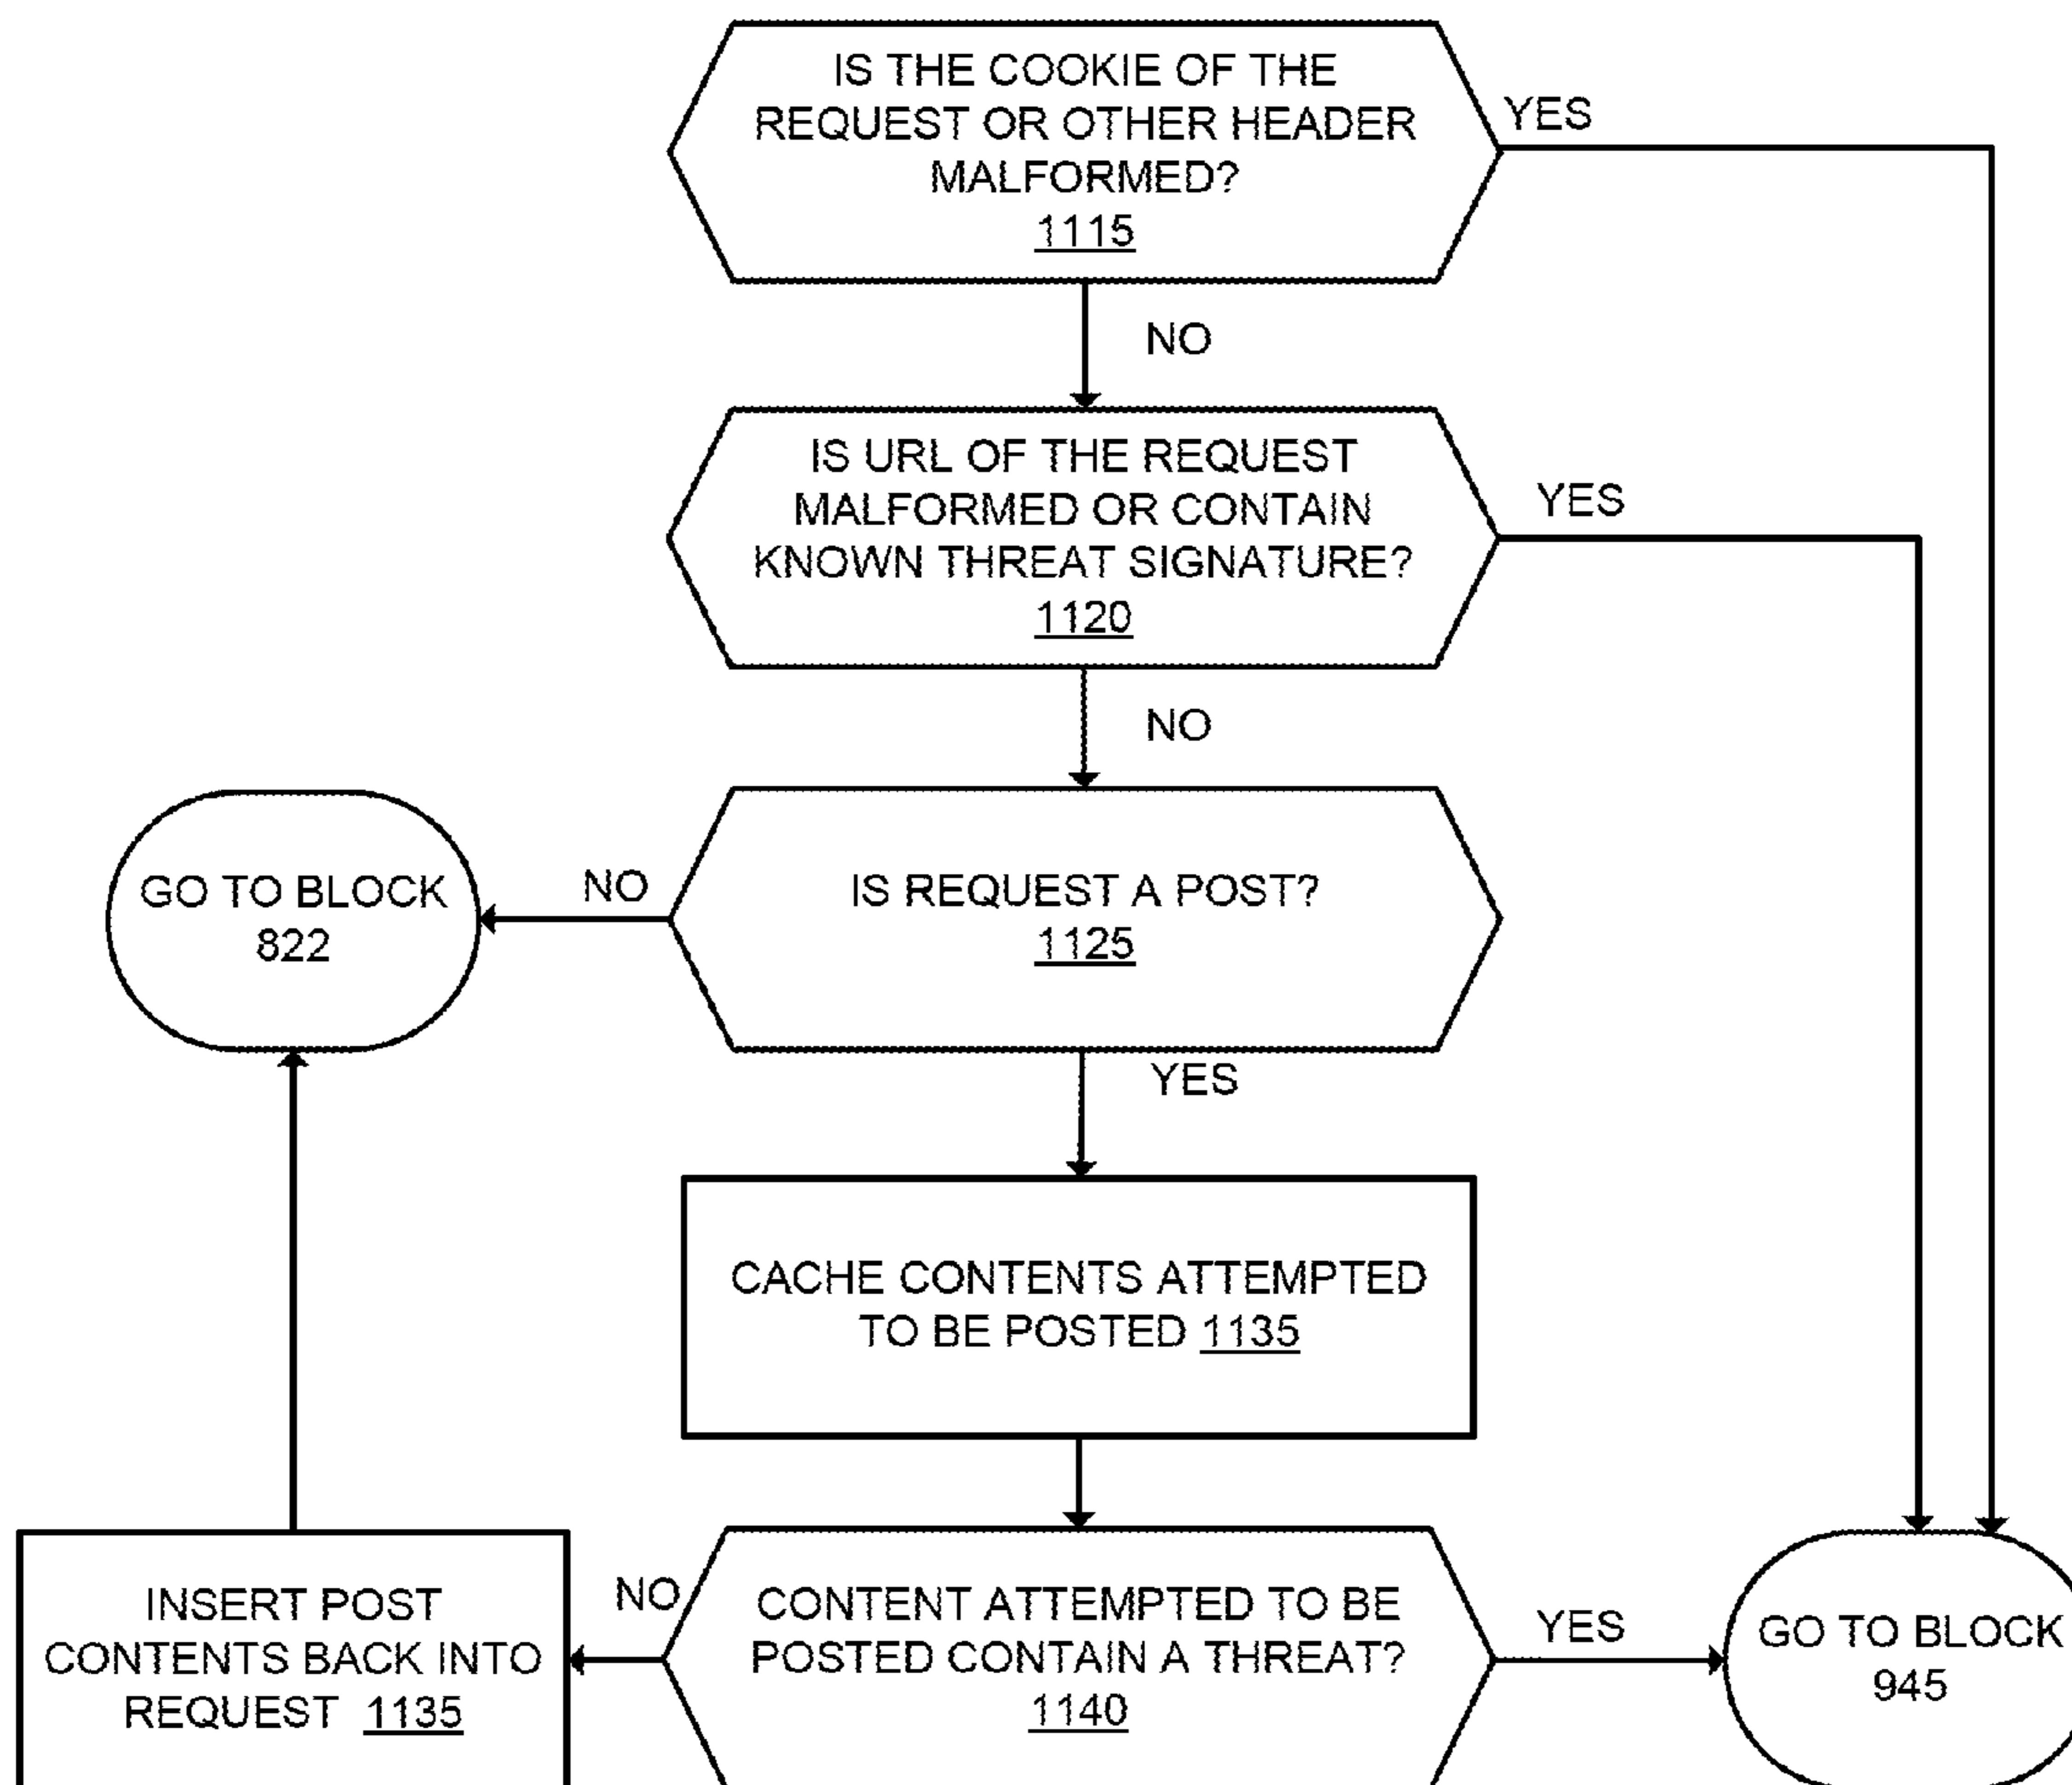 IS THE COOKIE OF THE
REQUEST OR OTHER HEADER
MALFORMED?
1115
YES
NO
IS URL OF THE REQUEST
MALFORMED OR CONTAIN
KNOWN THREAT SIGNATURE?
1120
YES
NO
GO TO BLOCK
822
NO
IS REQUEST A POST?
1125
YES
CACHE CONTENTS ATTEMPTED
TO BE POSTED 1135
INSERT POST
CONTENTS BACK INTO
REQUEST 1135
NO
CONTENT ATTEMPTED TO BE
POSTED CONTAIN A THREAT?
1140
YES
GO TO BLOCK
945